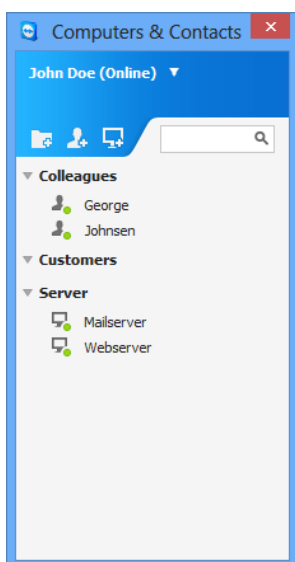 Computers & Contacts
John Doe (Online)
Colleagues
George
Johnsen
Customers
Server
Mailserver
Webserver